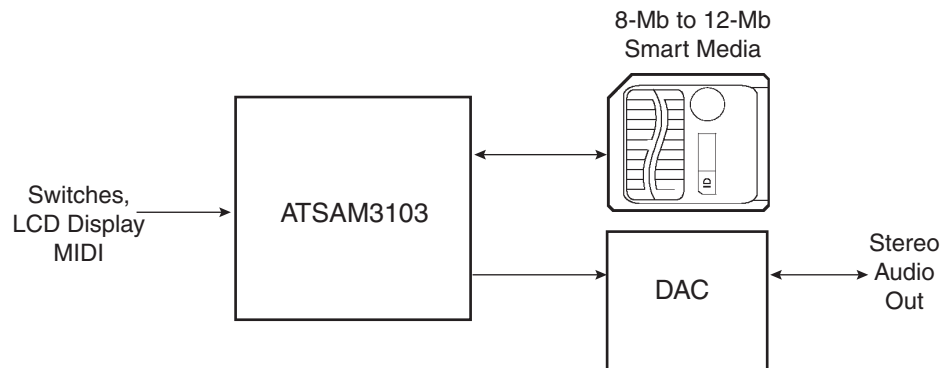 8-Mb to 12-Mb
Smart Media
ID
Switches,
LCD Display
MIDI
ATSAM3103
DAC
Stereo
Audio
Out